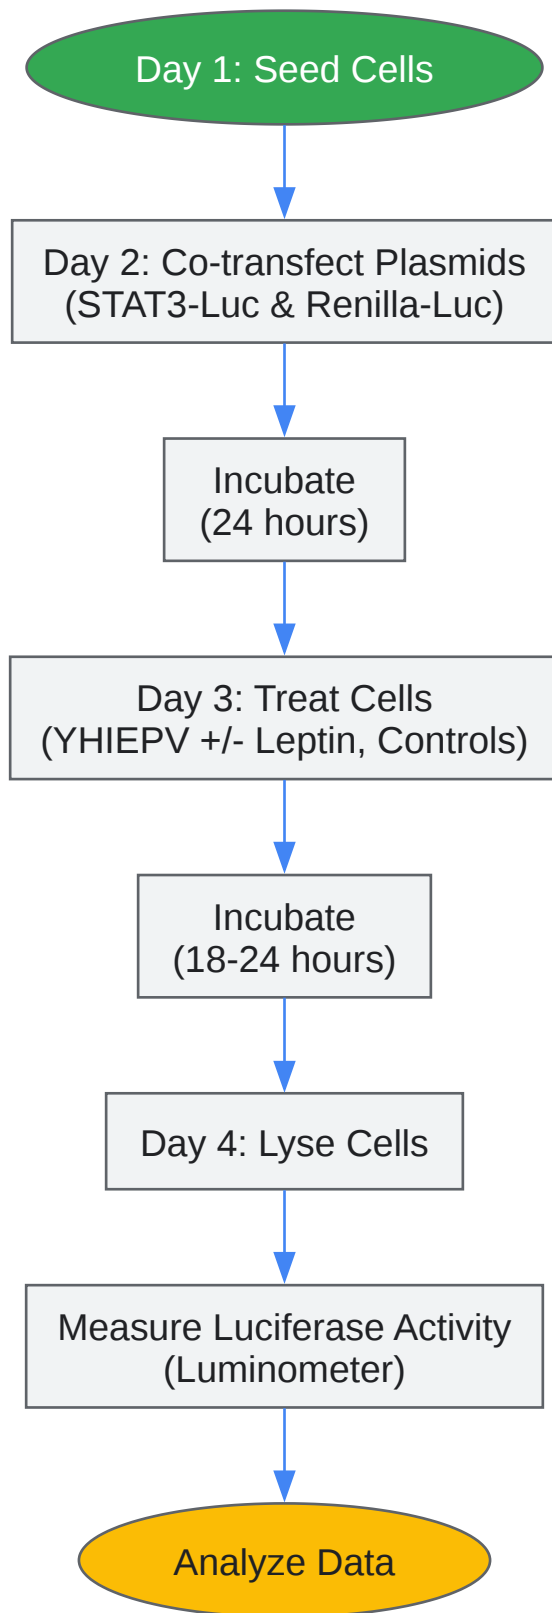 Day 1: Seed Cells
Day 2: Co-transfect Plasmids
(STAT3-Luc & Renilla-Luc)
Incubate
(24 hours)
Day 3: Treat Cells
(YHIEPV +/- Leptin, Controls)
Incubate
(18-24 hours)
Day 4: Lyse Cells
Measure Luciferase Activity
(Luminometer)
Analyze Data